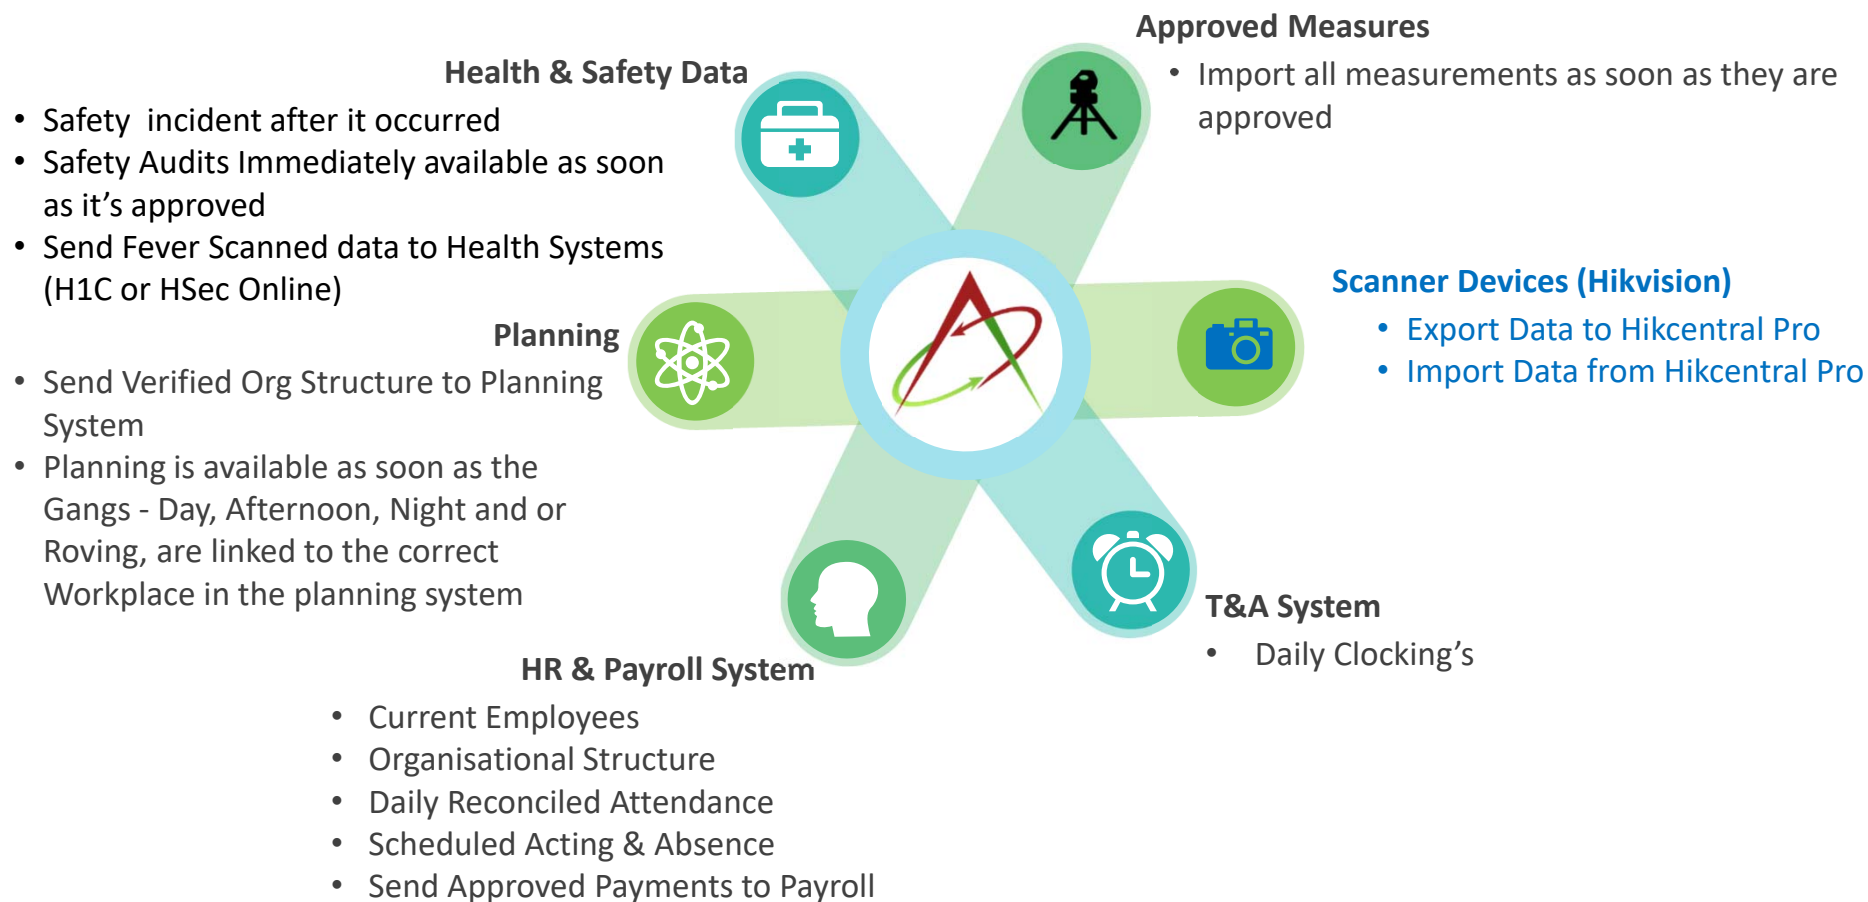 Health & Safety Data
• Safety  incident after it occurred
• Safety Audits Immediately available as soon
as it’s approved
• Send Fever Scanned data to Health Systems
(H1C or HSec Online)
Planning
• Send Verified Org Structure to Planning
System
• Planning is available as soon as the
Gangs - Day, Afternoon, Night and or
Roving, are linked to the correct
Workplace in the planning system
HR & Payroll System
• Current Employees
• Organisational Structure
• Daily Reconciled Attendance
• Scheduled Acting & Absence
• Send Approved Payments to Payroll
Approved Measures
• Import all measurements as soon as they are
approved
Scanner Devices (Hikvision)
• Export Data to Hikcentral Pro
• Import Data from Hikcentral Pro
T&A System
• Daily Clocking’s